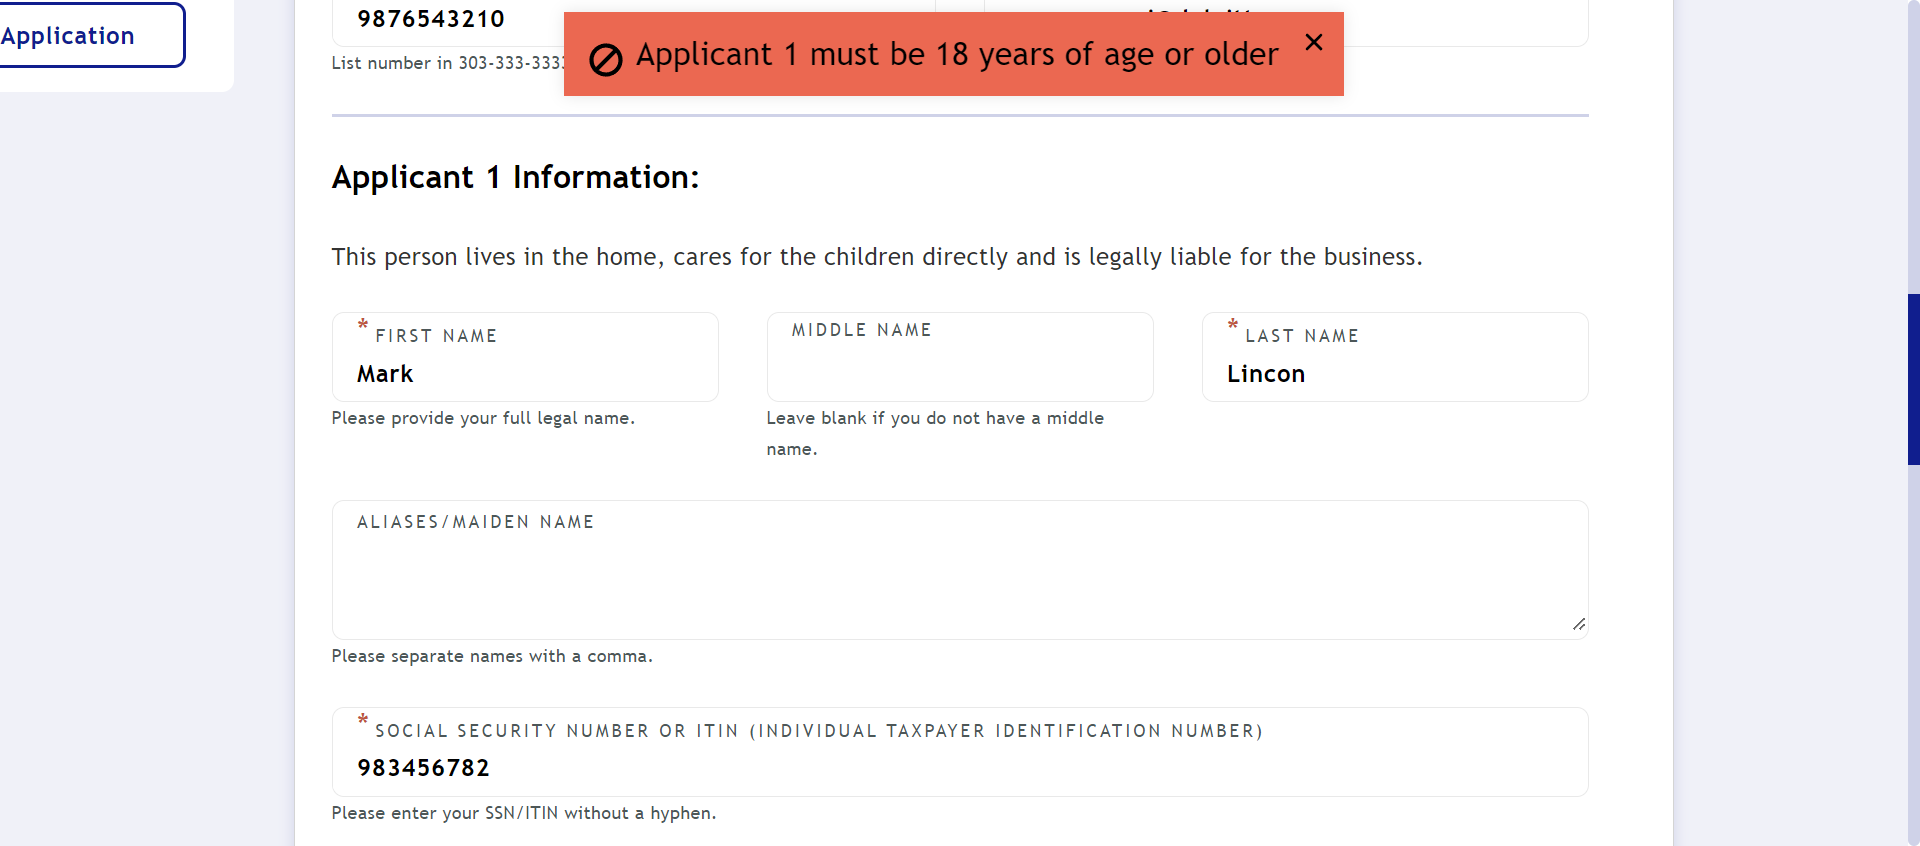 Application
9876543210
List number in 303-333-333
Applicant 1 must be 18 years of age or older
Applicant 1 Information:
This person lives in the home, cares for the children directly and is legally liable for the business.
* FIRST NAME
Mark
Please provide your full legal name.
MIDDLE NAME
Leave blank if you do not have a middle
name.
* LAST NAME
Lincon
ALIASES/MAIDEN NAME
Please separate names with a comma.
* SOCIAL SECURITY NUMBER OR ITIN (INDIVIDUAL TAXPAYER IDENTIFICATION NUMBER)
983456782
Please enter your SSN/ITIN without a hyphen.